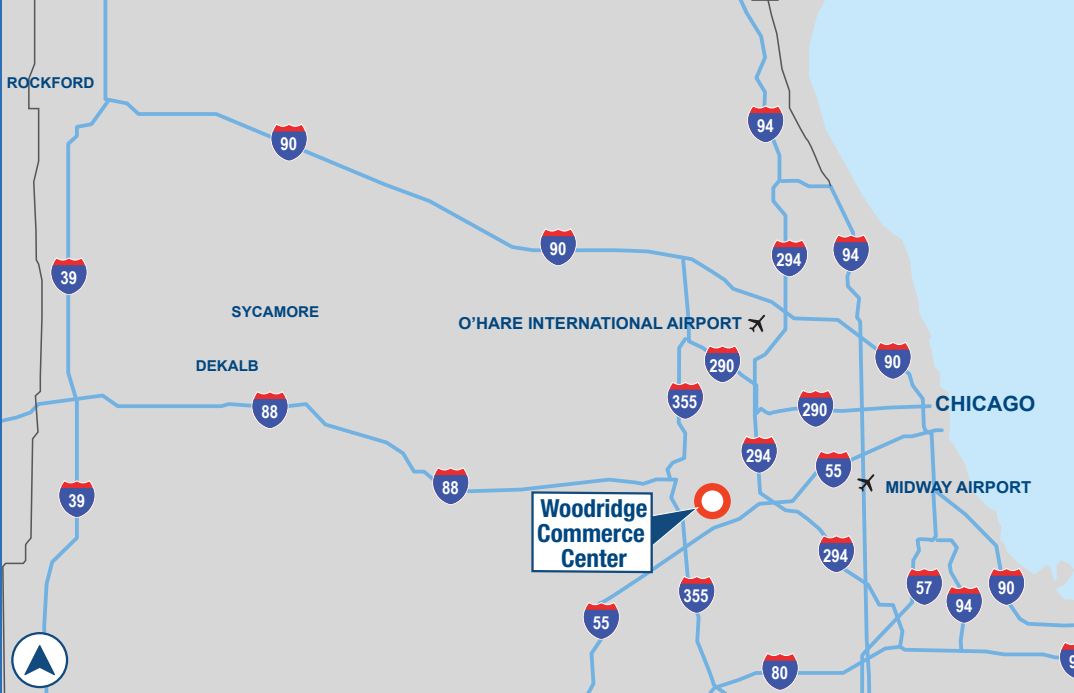 ROCKFORD
94
90
90
294
94
39
SYCAMORE
O'HARE INTERNATIONAL AIRPORT
DEKALB
290
90
355
88
290
CHICAGO
294
55
88
39
MIDWAY AIRPORT
Woodridge
Commerce
Center
294
57
90
355
94
55
80